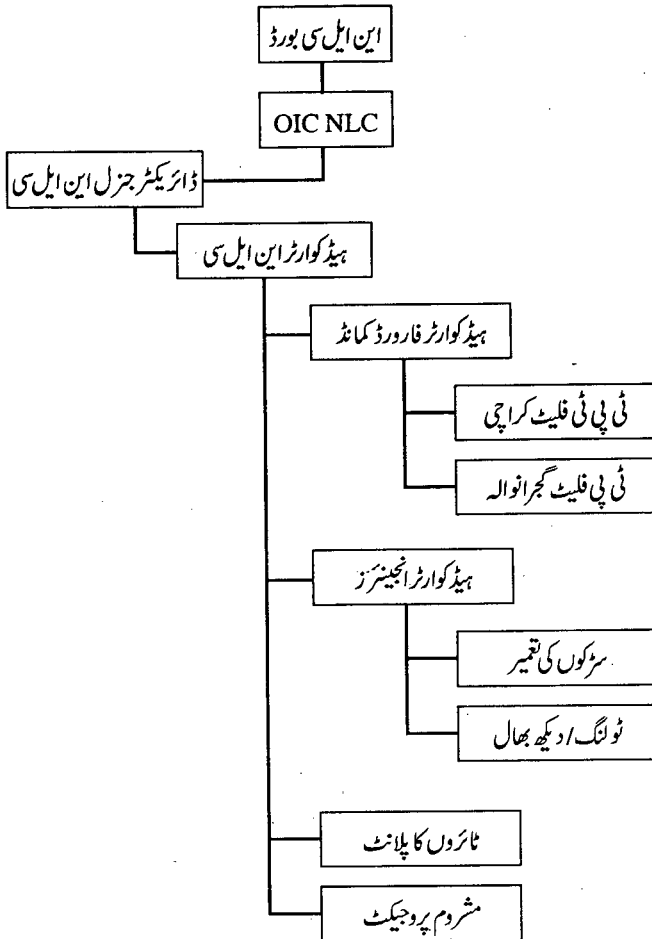 این ایل سی بورڈ
OIC NLC
ڈائریکٹر جنرل این ایل سی
ہیڈ کوارٹر این ایل سی
ہیڈ کوارٹر فارورڈ کمانڈ
ٹی پی ٹی فلیٹ کراچی
ٹی پی فلیٹ گجرانوالہ
ہیڈ کوارٹر انجینئرز
سڑکوں کی تعمیر
ٹولنگ/دیکھ بھال
ٹائروں کا پلانٹ
مشروم پروجیکٹ